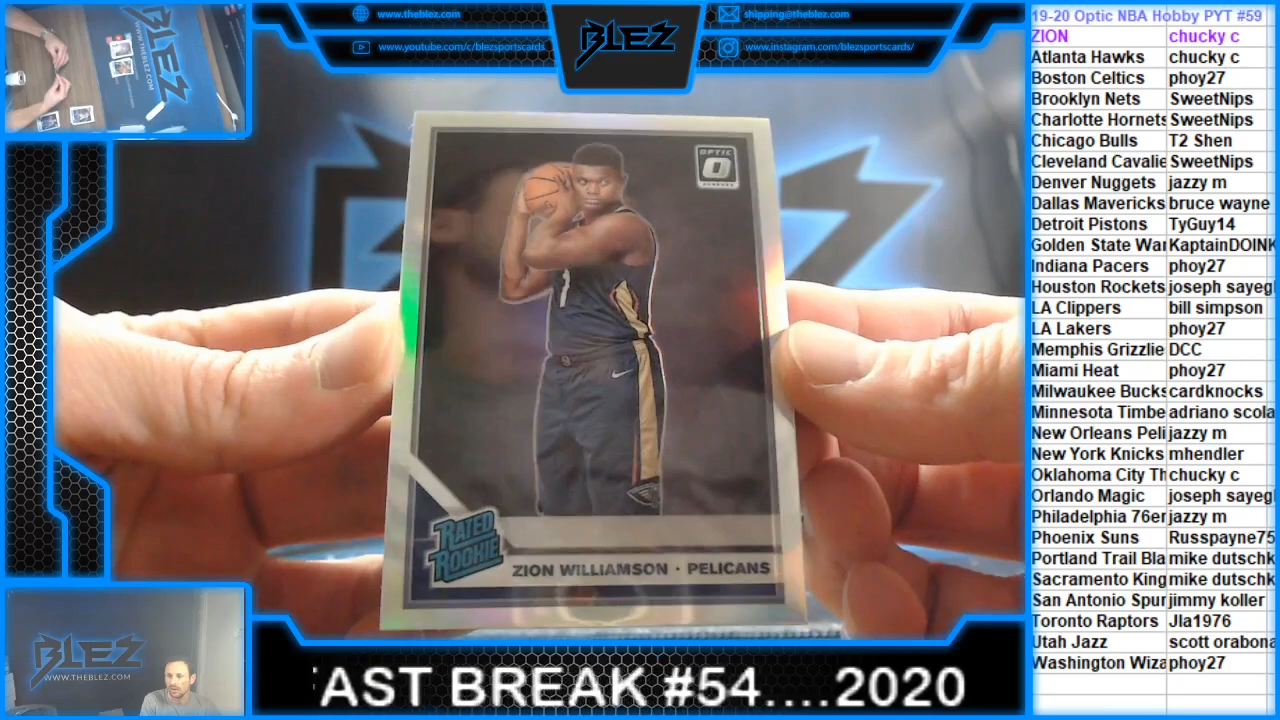 www.theblez.com
www.youtube.com/c/blezsportscards
BLEZ
shipping@theblez.com
www.instagram.com/blezsportscards/
BLEZ
WWW.THEBLEZ.COM
OPTIC
O
1
RATED
ROOKIE
ZION WILLIAMSON · PELICANS
BLEZ
WWW.THEBLEZ.COM
AST BREAK #54....2020
19-20 Optic NBA Hobby PYT #59
ZION chucky c
Atlanta Hawks chucky c
Boston Celtics phoy27
Brooklyn Nets SweetNips
Charlotte Hornets SweetNips
Chicago Bulls T2 Shen
Cleveland Cavalie SweetNips
Denver Nuggets jazzy m
Dallas Mavericks bruce wayne
Detroit Pistons TyGuy14
Golden State War KaptainDOINK
Indiana Pacers phoy27
Houston Rockets joseph sayeg
LA Clippers bill simpson
LA Lakers phoy27
Memphis Grizzlie DCC
Miami Heat phoy27
Milwaukee Bucks cardknocks
Minnesota Timbe adriano scola
New Orleans Peli jazzy m
New York Knicks mhendler
Oklahoma City Th chucky c
Orlando Magic joseph sayeg
Philadelphia 76er jazzy m
Phoenix Suns Russpayne75
Portland Trail Bla mike dutschk
Sacramento King mike dutschk
San Antonio Spur jimmy koller
Toronto Raptors Jla1976
Utah Jazz scott orabona
Washington Wiza phoy27